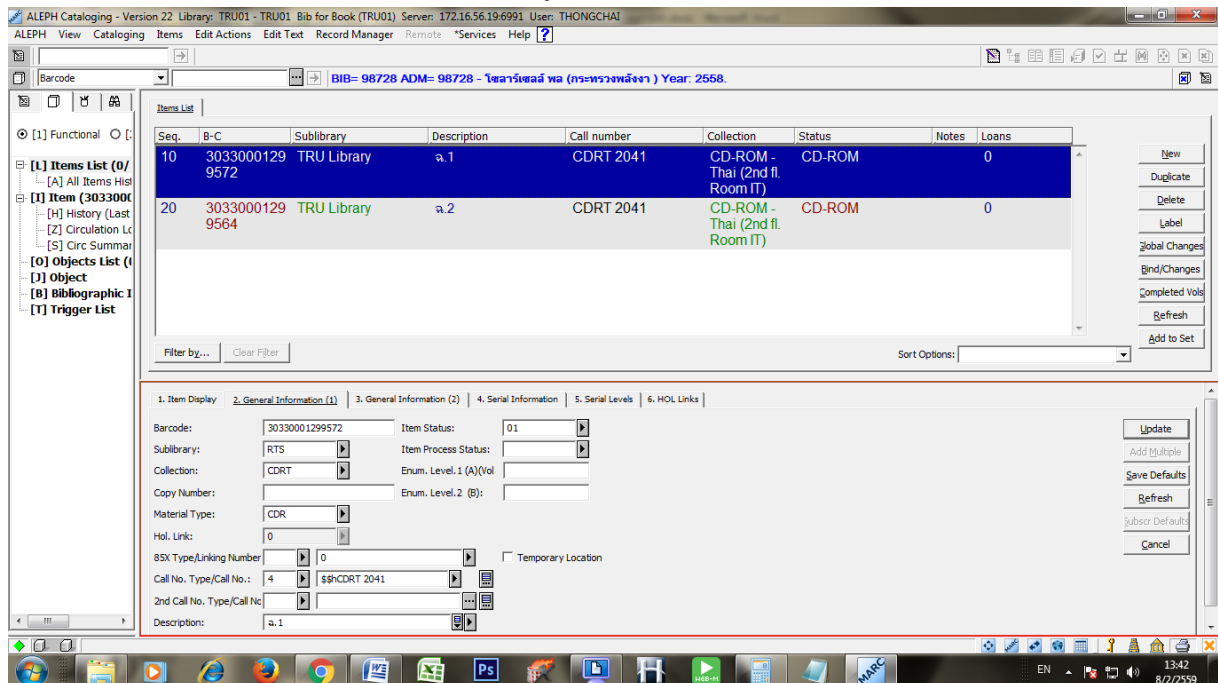 ALEPH Cataloging - Version 22 Library: TRU01 - TRU01 Bib for Book (TRU01) Server: 172.16.56.19:6991 User: THONGCHAI
ALEPH View Cataloging Items Edit Actions Edit Text Record Manager Remote *Services Help ?
Barcode BIB= 98728 ADM= 98728 - โซลาร์เซลล์ พล (กระทรวงพลังงา ) Year: 2558.
Items List
[1] Functional [
Seq. B-C Sublibrary Description Call number Collection Status Notes Loans
10 3033000129 TRU Library ฉ.1 CDRT 2041 CD-ROM - CD-ROM 0
9572 Thai (2nd fl.
Room IT)
20 3033000129 TRU Library ฉ.2 CDRT 2041 CD-ROM - CD-ROM 0
9564 Thai (2nd fl.
Room IT)
[L] Items List (0/
[A] All Items Hist
[I] Item (3033000
[H] History (Last
[Z] Circulation Lo
[S] Circ Summar
[O] Objects List (
[J] Object
[B] Bibliographic I
[T] Trigger List
New
Duplicate
Delete
Label
Global Changes
Bind/Changes
Completed Vols
Refresh
Add to Set
Filter by... Clear Filter Sort Options:
1. Item Display 2. General Information (1) 3. General Information (2) 4. Serial Information 5. Serial Levels 6. HOL Links
Barcode: 30330001299572 Item Status: 01
Sublibrary: RTS Item Process Status:
Collection: CDRT Enum. Level.1 (A)(Vol
Copy Number: Enum. Level.2 (B):
Material Type: CDR
Hol. Link: 0
85X Type/Linking Number 0 Temporary Location
Call No. Type/Call No.: 4 $$hCDRT 2041
2nd Call No. Type/Call Nc
Description: ฉ.1
Update
Add Multiple
Save Defaults
Refresh
Subscr Defaults
Cancel
Ps WEB-M MARC EN 13:42
8/2/2559